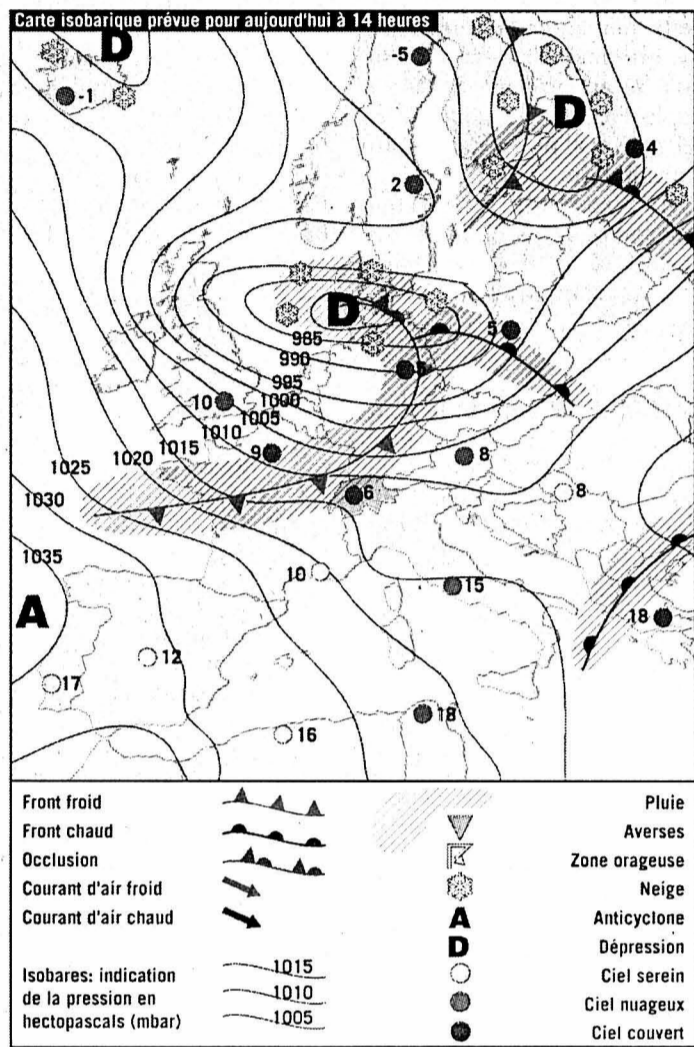 Carte isobarique prévue pour aujourd'hui à 14 heures
D
-5
-1
D
4
2
D
985
5
990
5
985
10
1000
1005
1010
9
8
1015
1020
1025
6
8
1030
1035
10
15
A
18
12
17
18
16
Front froid
Front chaud
Occlusion
Courant d'air froid
Courant d'air chaud
Isobares: indication
de la pression en
hectopascals (mbar)
1015
1010
1005
Pluie
Averses
Zone orageuse
Neige
A Anticyclone
D Dépression
Ciel serein
Ciel nuageux
Ciel couvert